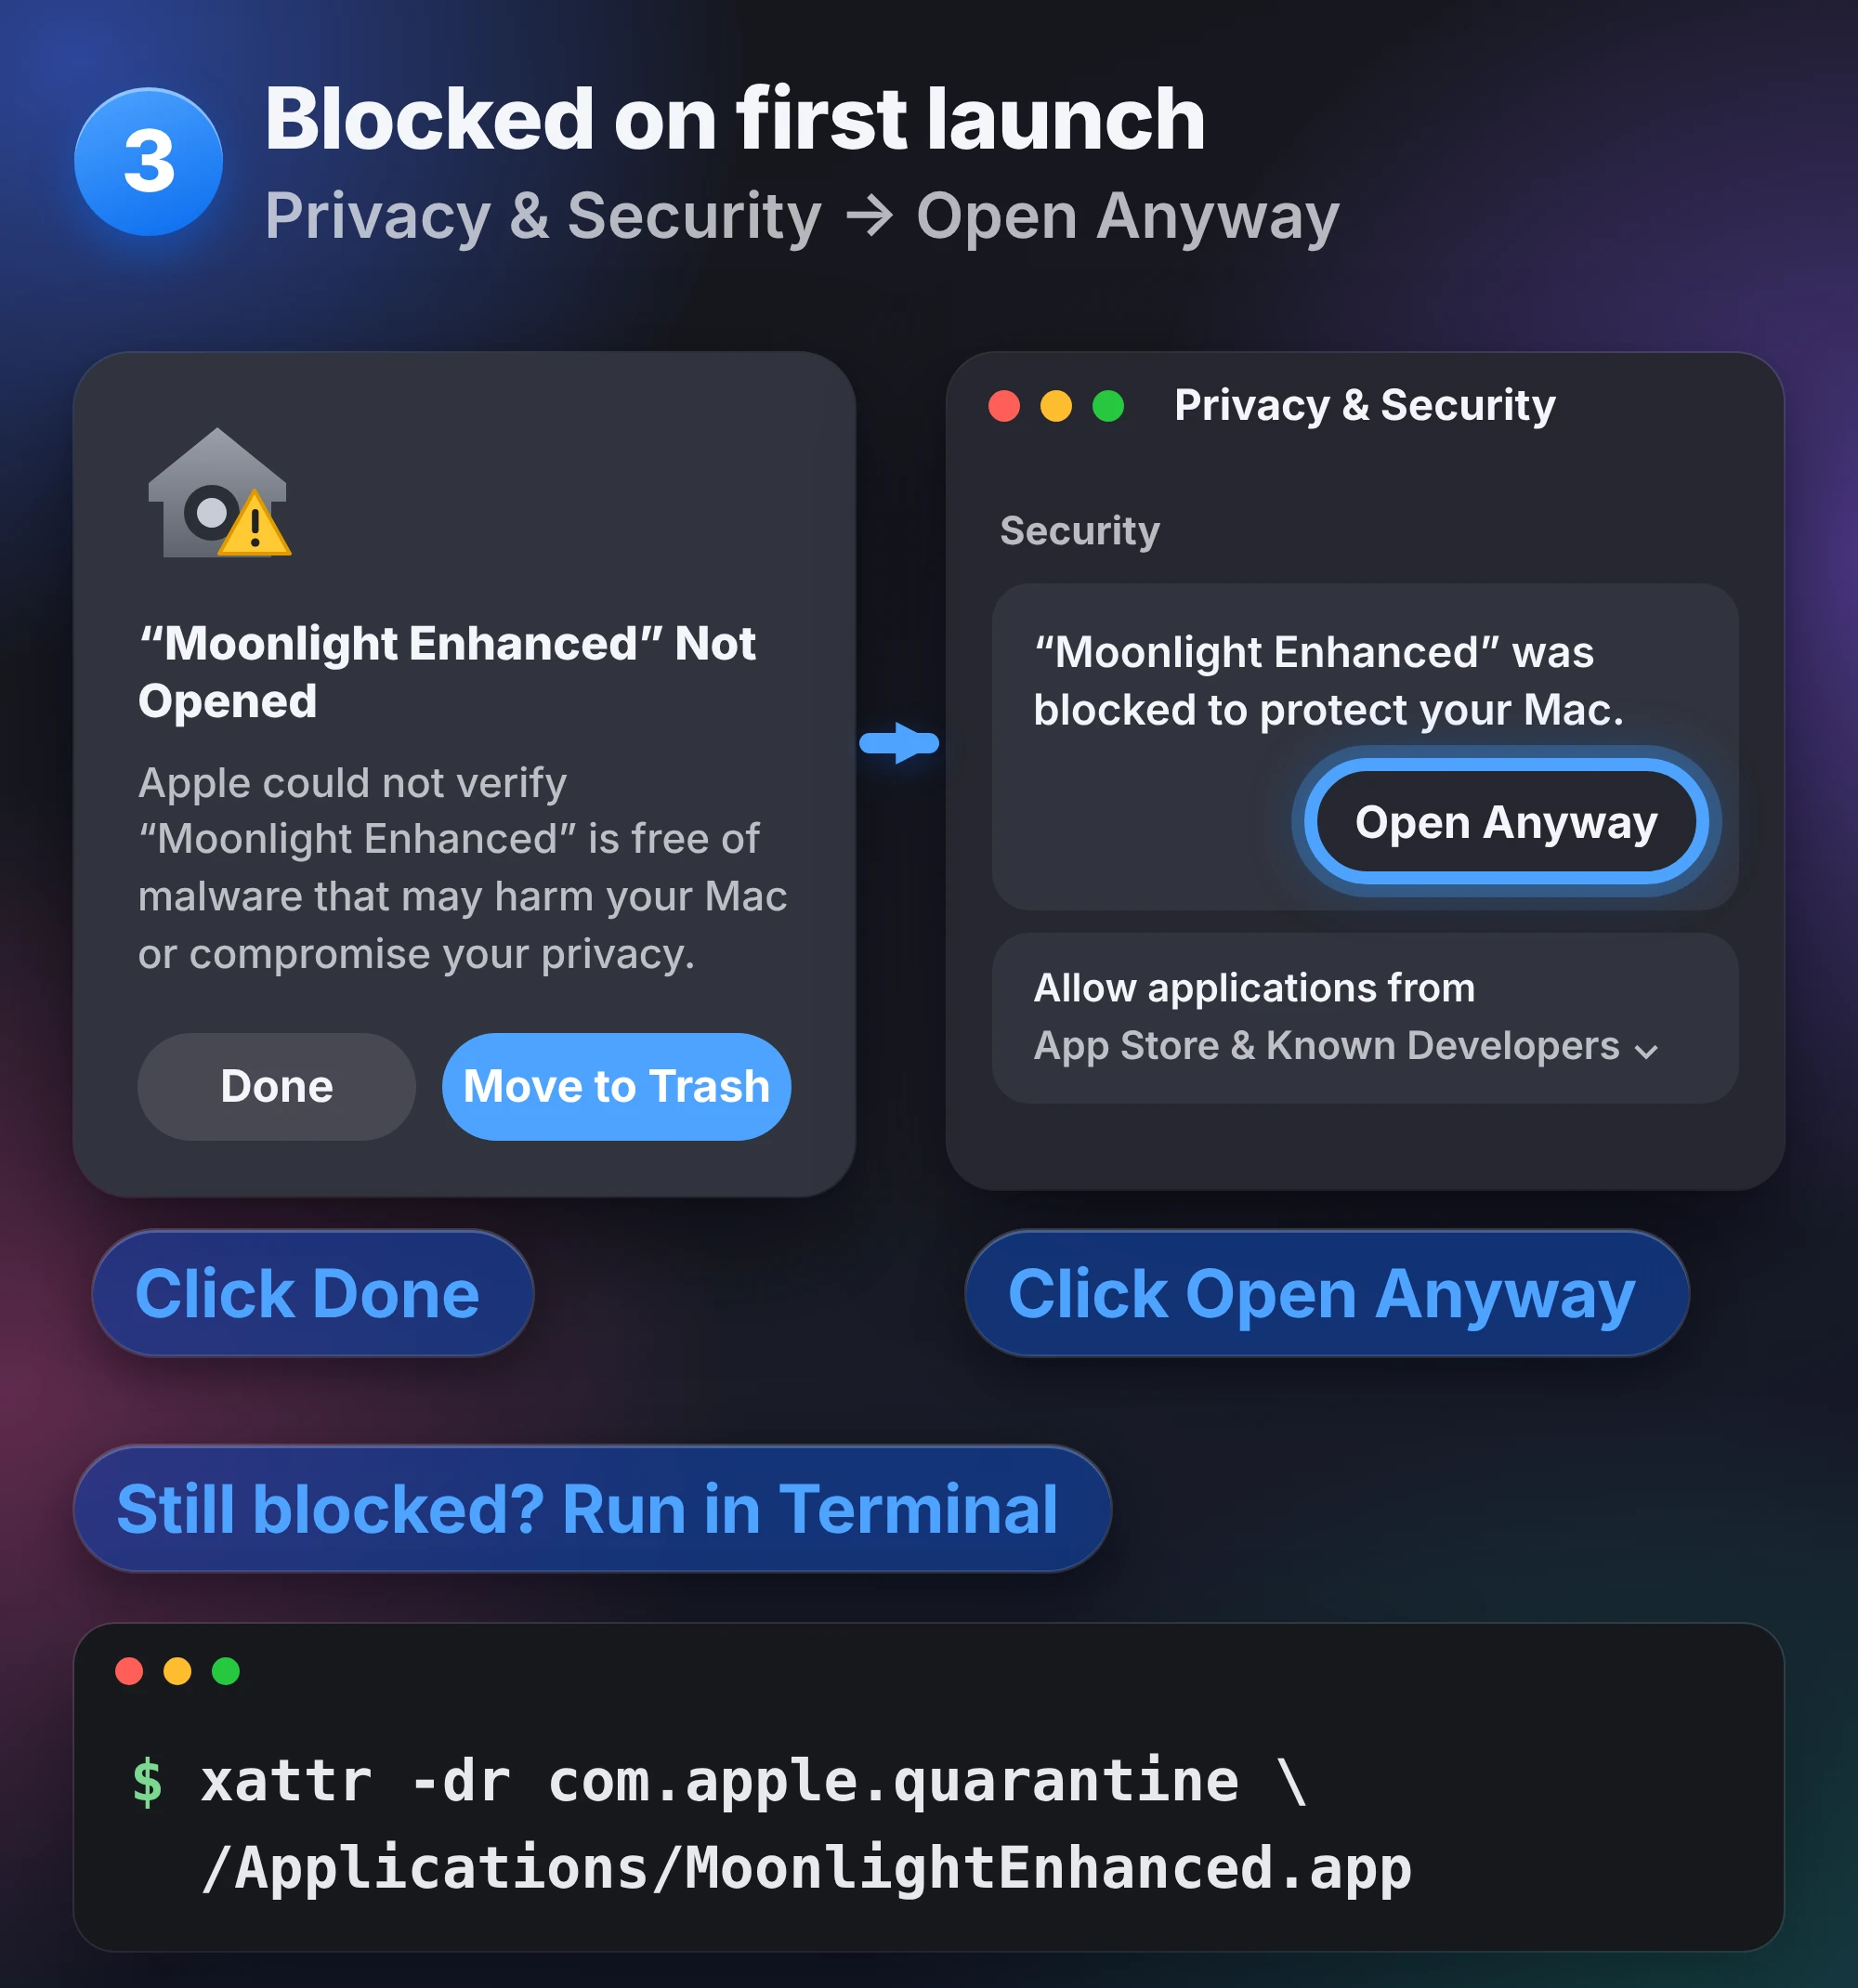 3
Blocked on first launch
Privacy & Security → Open Anyway
“Moonlight Enhanced” Not
Opened
Apple could not verify
“Moonlight Enhanced” is free of
malware that may harm your Mac
or compromise your privacy.
Done
Move to Trash
Click Done
Privacy & Security
Security
“Moonlight Enhanced” was
blocked to protect your Mac.
Open Anyway
Allow applications from
App Store & Known Developers
Click Open Anyway
Still blocked? Run in Terminal
$ xattr -dr com.apple.quarantine \
/Applications/MoonlightEnhanced.app